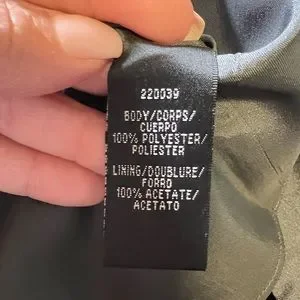 220039
BODY/CORPS/
CUERPO
100% POLYESTER/
POLIESTER
LINING/DOUBLURE/
FORRO
100% ACETATE/
ACETATO